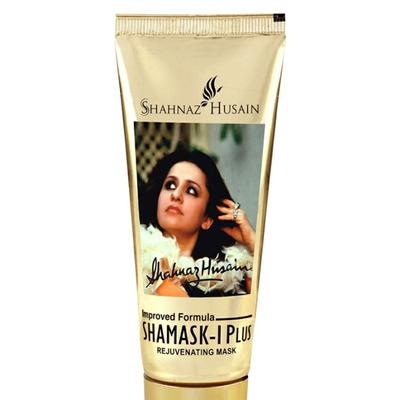 SHAHNAZ HUSAIN
Shahnaz Husain
Improved Formula
SHAMASK-I PLUS
REJUVENATING MASK